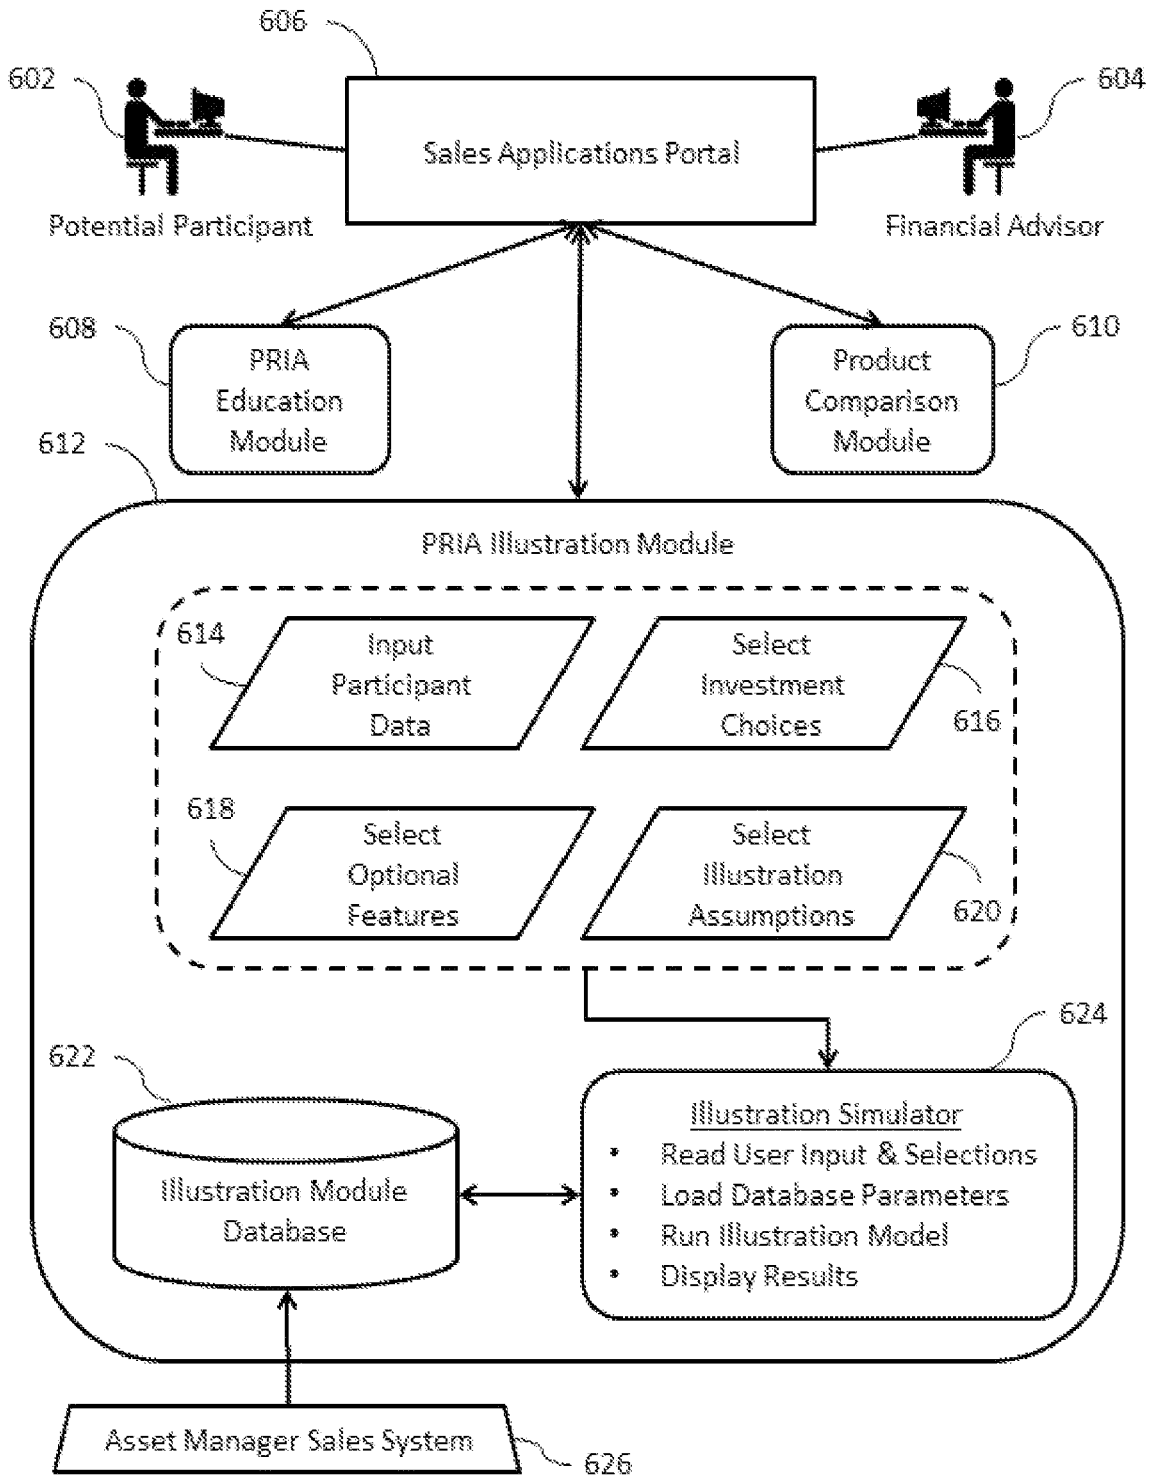 606
602
604
Sales Applications Portal
Potential Participant
Financial Advisor
608
610
PRIA
Education
Module
Product
Comparison
Module
612
PRIA Illustration Module
614
Input
Participant
Data
Select
Investment
Choices
616
618
Select
Optional
Features
Select
Illustration
Assumptions
620
622
624
Illustration Module
Database
Illustration Simulator
• Read User Input & Selections
• Load Database Parameters
• Run Illustration Model
• Display Results
Asset Manager Sales System
626